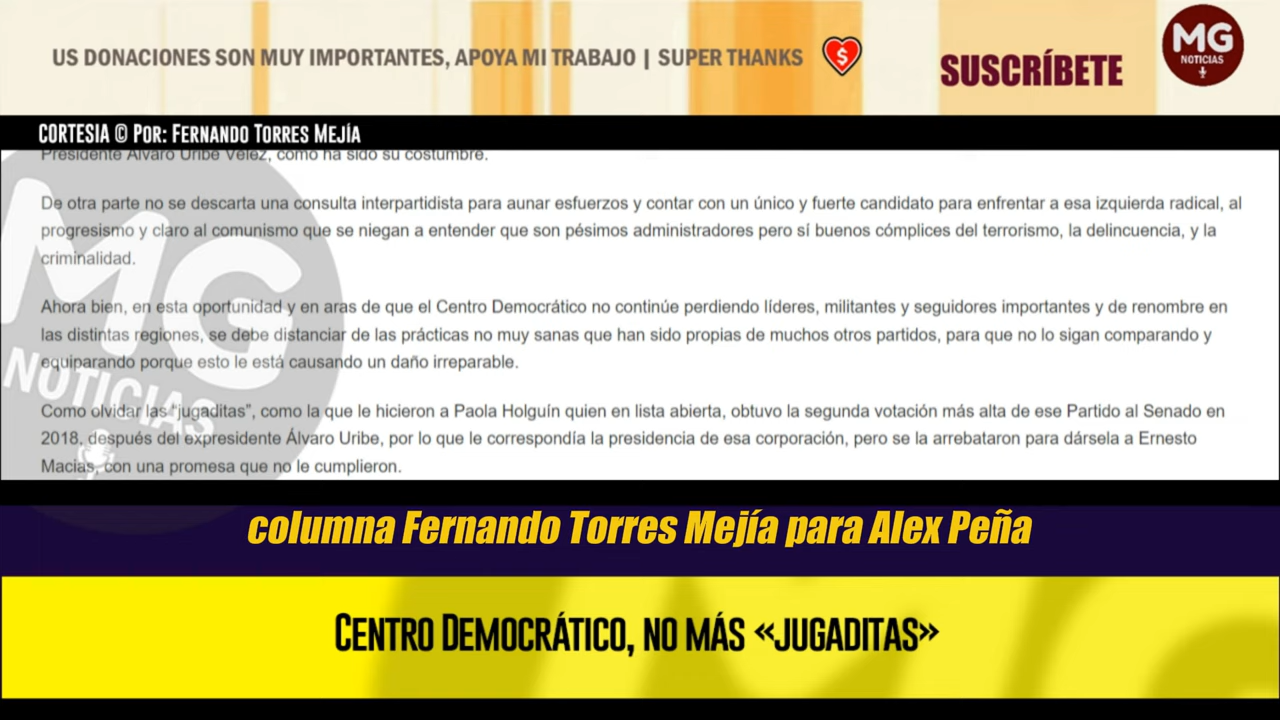 US DONACIONES SON MUY IMPORTANTES, APOYA MI TRABAJO | SUPER THANKS
$
SUSCRÍBETE
MG
NOTICIAS
CORTESIA © POR: FERNANDO TORRES MEJÍA
Presidente Álvaro Uribe Vélez, como ha sido su costumbre.
De otra parte no se descarta una consulta interpartidista para aunar esfuerzos y contar con un único y fuerte candidato para enfrentar a esa izquierda radical, al
progresismo y claro al comunismo que se niegan a entender que son pésimos administradores pero sí buenos cómplices del terrorismo, la delincuencia, y la
criminalidad.
Ahora bien, en esta oportunidad y en aras de que el Centro Democrático no continúe perdiendo líderes, militantes y seguidores importantes y de renombre en
las distintas regiones, se debe distanciar de las prácticas no muy sanas que han sido propias de muchos otros partidos, para que no lo sigan comparando y
equiparando porque esto le está causando un daño irreparable.
Como olvidar las “jugaditas”, como la que le hicieron a Paola Holguín quien en lista abierta, obtuvo la segunda votación más alta de ese Partido al Senado en
2018, después del expresidente Álvaro Uribe, por lo que le correspondía la presidencia de esa corporación, pero se la arrebataron para dársela a Ernesto
Macías, con una promesa que no le cumplieron.
MG
NOTICIAS
columna Fernando Torres Mejía para Alex Peña
CENTRO DEMOCRÁTICO, NO MÁS «JUGADITAS»